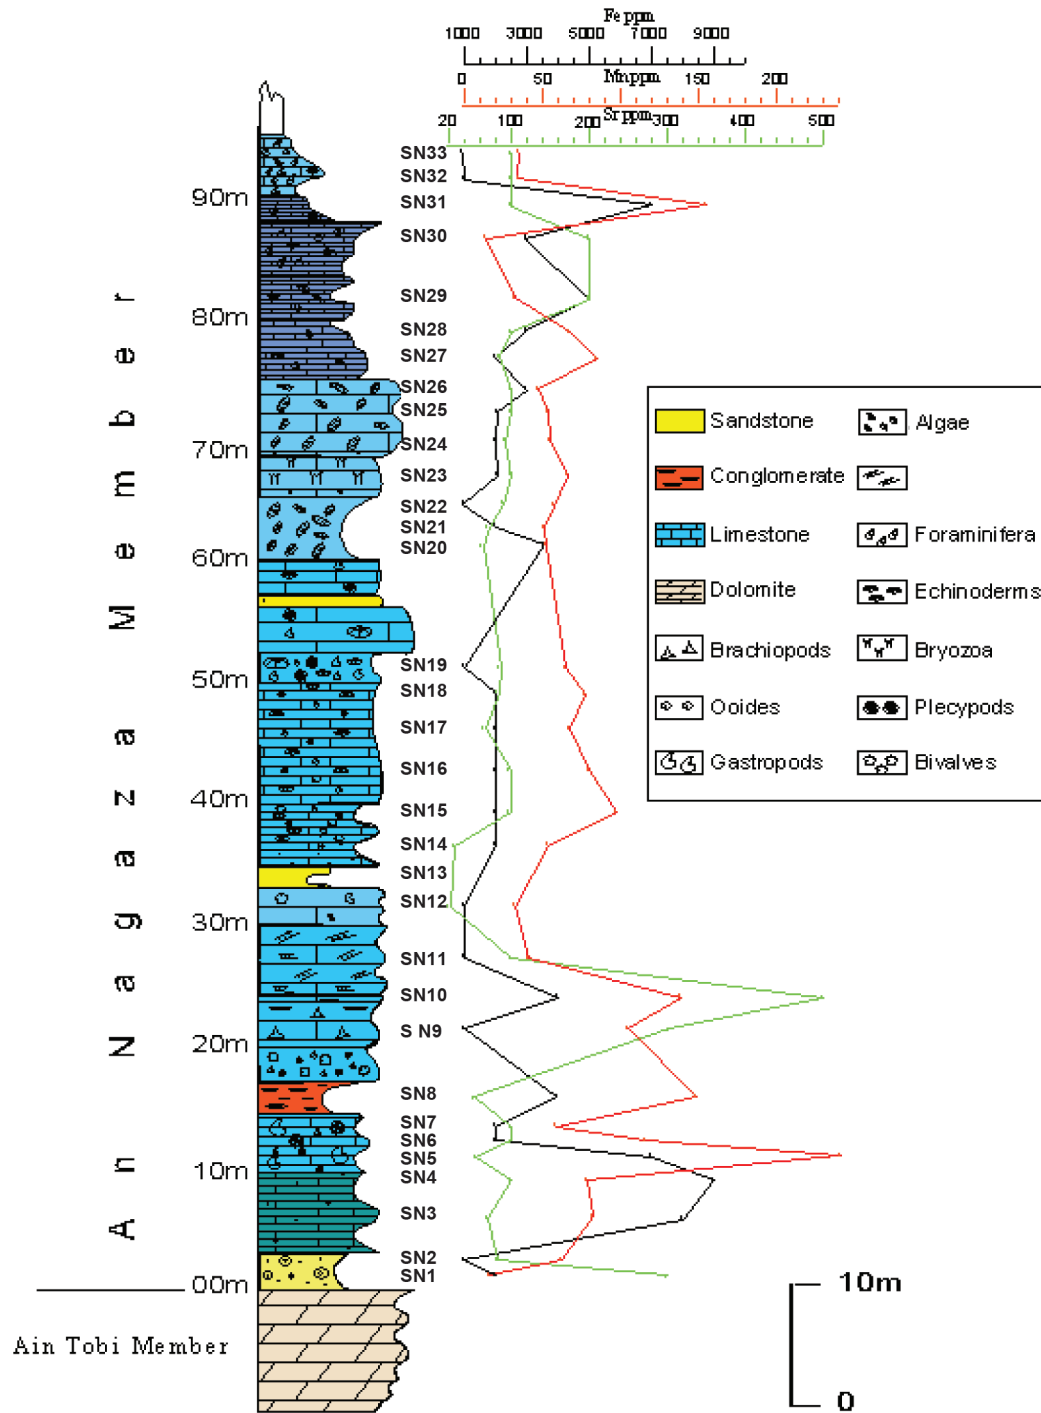 Fe ppm
1000 3000 5000 7000 9000
0 50 Mnppm 150 200
Sr ppm
20 100 200 300 400 500
SN33
SN32
90m
SN31
SN30
SN29
80m
SN28
SN27
SN26
SN25
70m
SN24
SN23
SN22
SN21
SN20
60m
SN19
50m
SN18
SN17
SN16
40m
SN15
SN14
SN13
SN12
30m
SN11
SN10
S N9
20m
SN8
SN7
SN6
SN5
10m
SN4
SN3
SN2
SN1
00m
An Nagaza Member
Ain Tobi Member
Sandstone Algae
Conglomerate
Limestone Foraminifera
Dolomite Echinoderms
Brachiopods Bryozoa
Ooides Plecypods
Gastropods Bivalves
10m
0